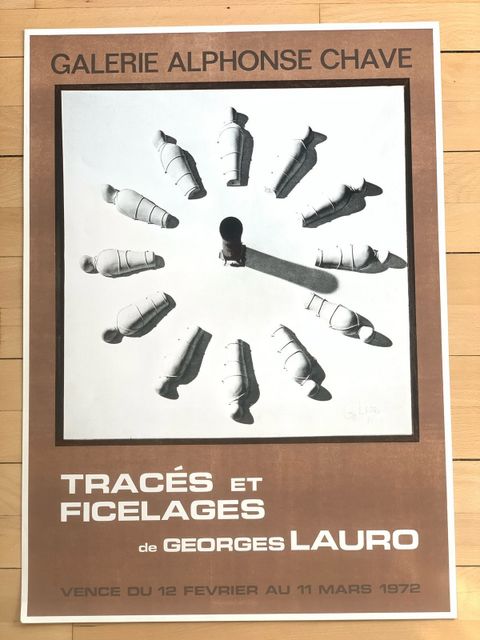 GALERIE ALPHONSE CHAVE
TRACÉS ET
FICELAGES
de GEORGES LAURO
VENCE DU 12 FEVRIER AU 11 MARS 1972